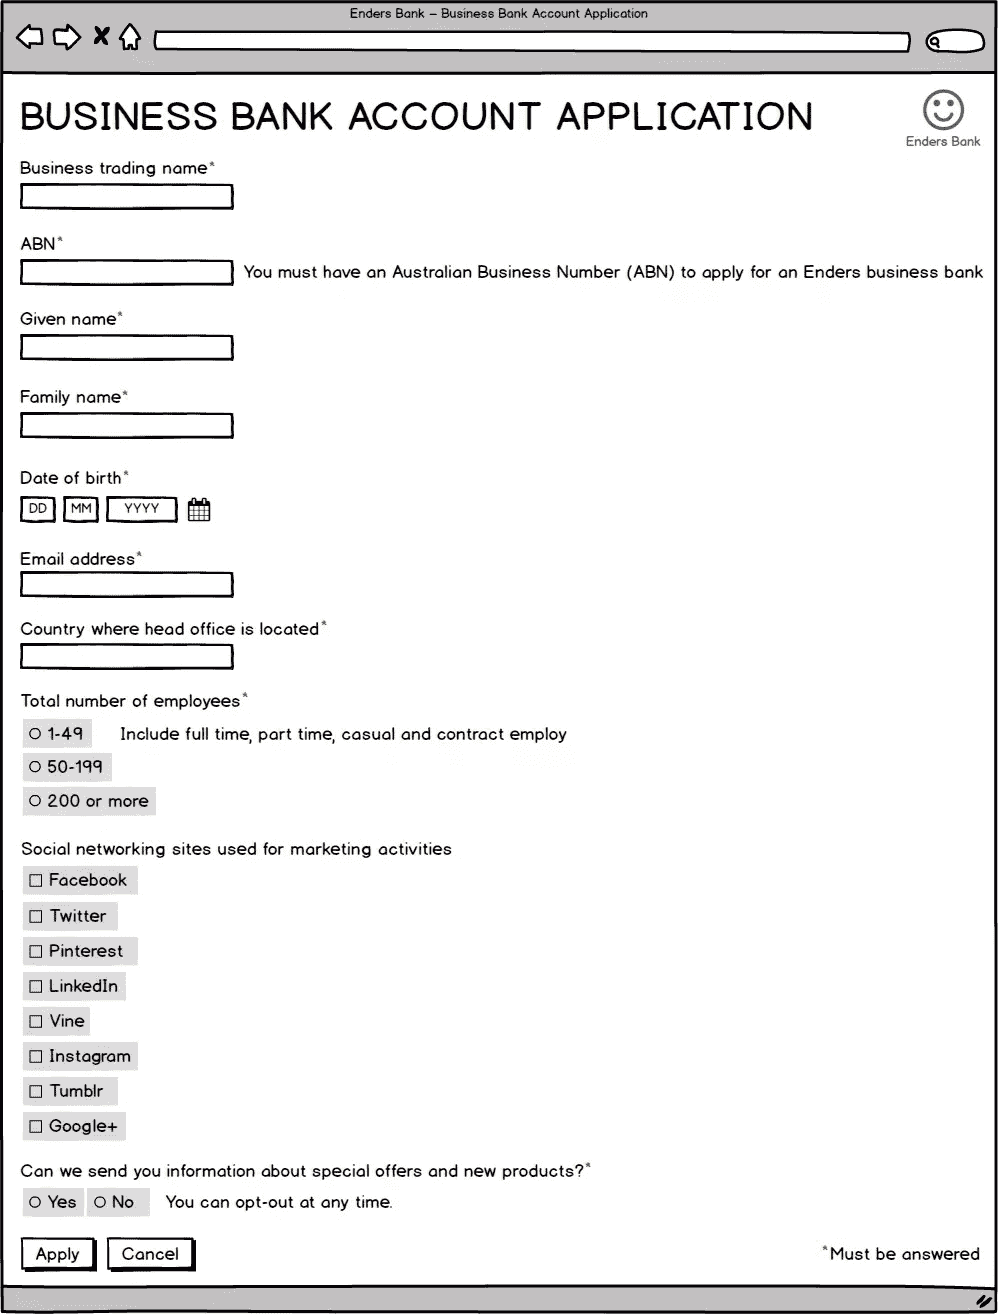 Enders Bank – Business Bank Account Application
BUSINESS BANK ACCOUNT APPLICATION
Enders Bank
Business trading name*
ABN*
You must have an Australian Business Number (ABN) to apply for an Enders business bank
Given name*
Family name*
Date of birth*
DD MM YYYY
Email address*
Country where head office is located*
Total number of employees*
1-49 Include full time, part time, casual and contract employ
50-199
200 or more
Social networking sites used for marketing activities
Facebook
Twitter
Pinterest
LinkedIn
Vine
Instagram
Tumblr
Google+
Can we send you information about special offers and new products?*
Yes No You can opt-out at any time.
Apply Cancel *Must be answered